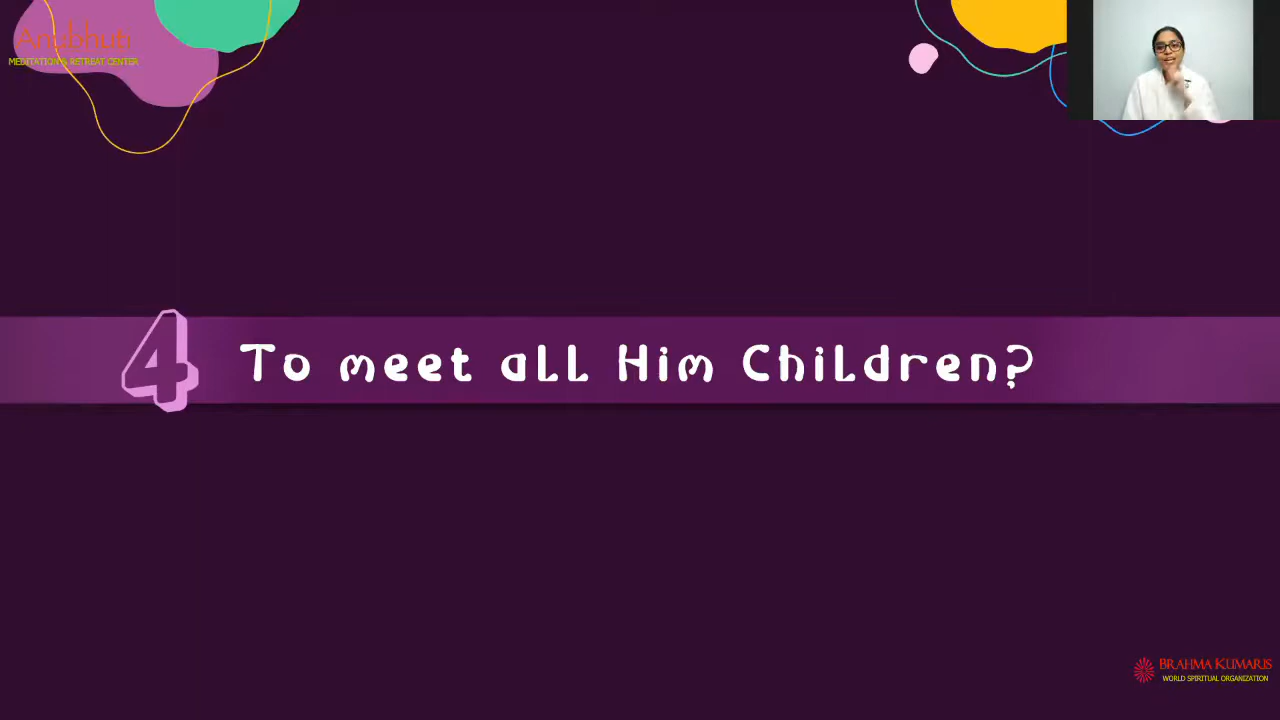 Anubhuti
MEDITATION & RETREAT CENTER
4 To meet all Him Children?
BRAHMA KUMARIS
WORLD SPIRITUAL ORGANIZATION